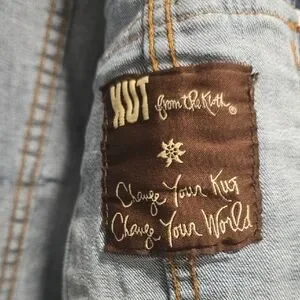 KUT from the Kloth ®
Change Your Kut
Change Your World